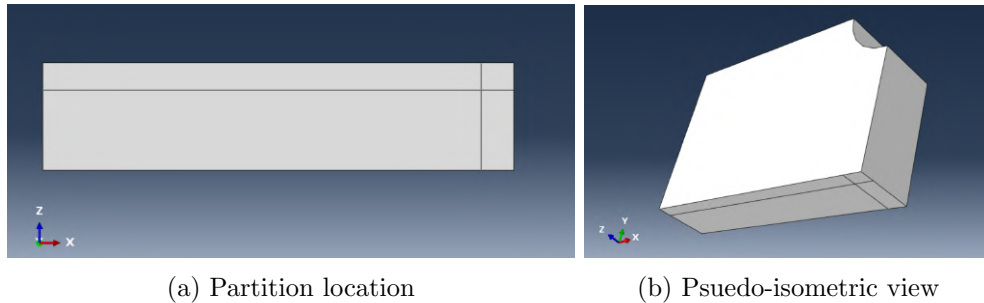 Z
X
Y
Z
X
(a) Partition location
(b) Psuedo-isometric view